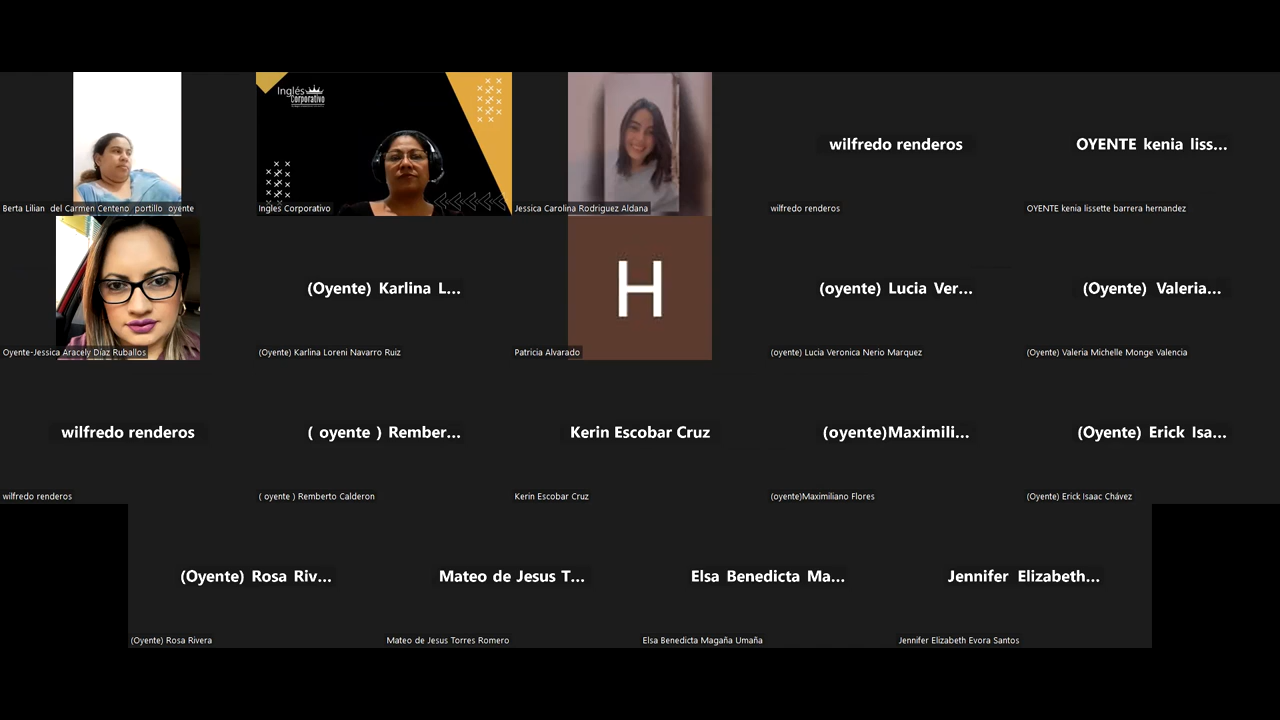 Inglés
Corporativo
wilfredo renderos
OYENTE kenia liss...
Berta Lilian del Carmen Centeno portillo oyente
Ingles Corporativo
Jessica Carolina Rodriguez Aldana
wilfredo renderos
OYENTE kenia lissette barrera hernandez
(Oyente) Karlina L...
H
(oyente) Lucia Ver...
(Oyente) Valeria...
Oyente-Jessica Aracely Díaz Ruballos
(Oyente) Karlina Loreni Navarro Ruiz
Patricia Alvarado
(oyente) Lucia Veronica Nerio Marquez
(Oyente) Valeria Michelle Monge Valencia
wilfredo renderos
( oyente ) Rember...
Kerin Escobar Cruz
(oyente)Maximili...
(Oyente) Erick Isa...
wilfredo renderos
( oyente ) Remberto Calderon
Kerin Escobar Cruz
(oyente)Maximiliano Flores
(Oyente) Erick Isaac Chávez
(Oyente) Rosa Riv...
Mateo de Jesus T...
Elsa Benedicta Ma...
Jennifer Elizabeth...
(Oyente) Rosa Rivera
Mateo de Jesus Torres Romero
Elsa Benedicta Magaña Umaña
Jennifer Elizabeth Evora Santos